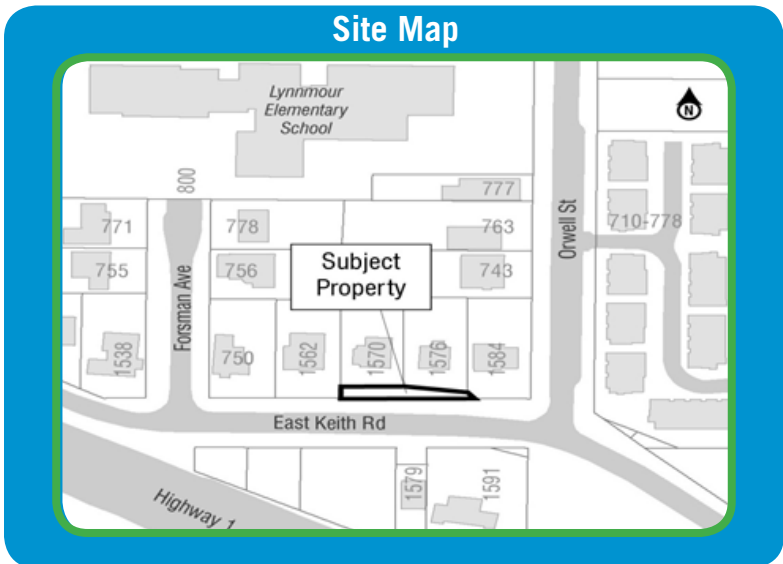 Site Map
Lynnmour
Elementary
School
N
800
777
771
778
763
Orwell St
710-778
755
Forsman Ave
756
Subject
Property
743
1538
750
1562
1570
1576
1584
East Keith Rd
1579
1591
Highway 1